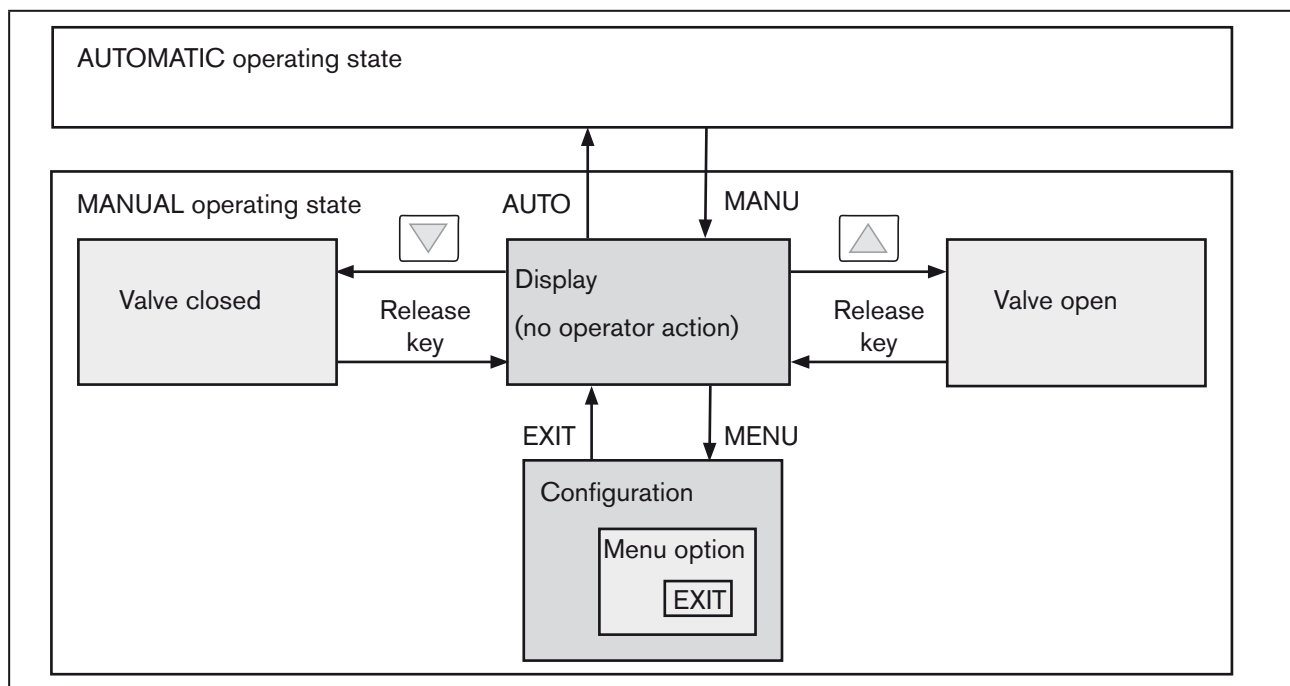 AUTOMATIC operating state
MANUAL operating state
AUTO
MANU
Valve closed
Release
key
Display
(no operator action)
Release
key
Valve open
EXIT
MENU
Configuration
Menu option
EXIT